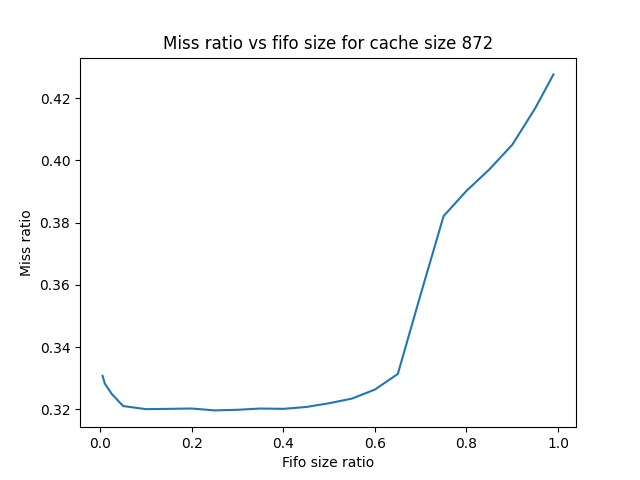 Miss ratio vs fifo size for cache size 872
0.42
0.40
0.38
0.36
0.34
0.32
Miss ratio
0.0 0.2 0.4 0.6 0.8 1.0
Fifo size ratio